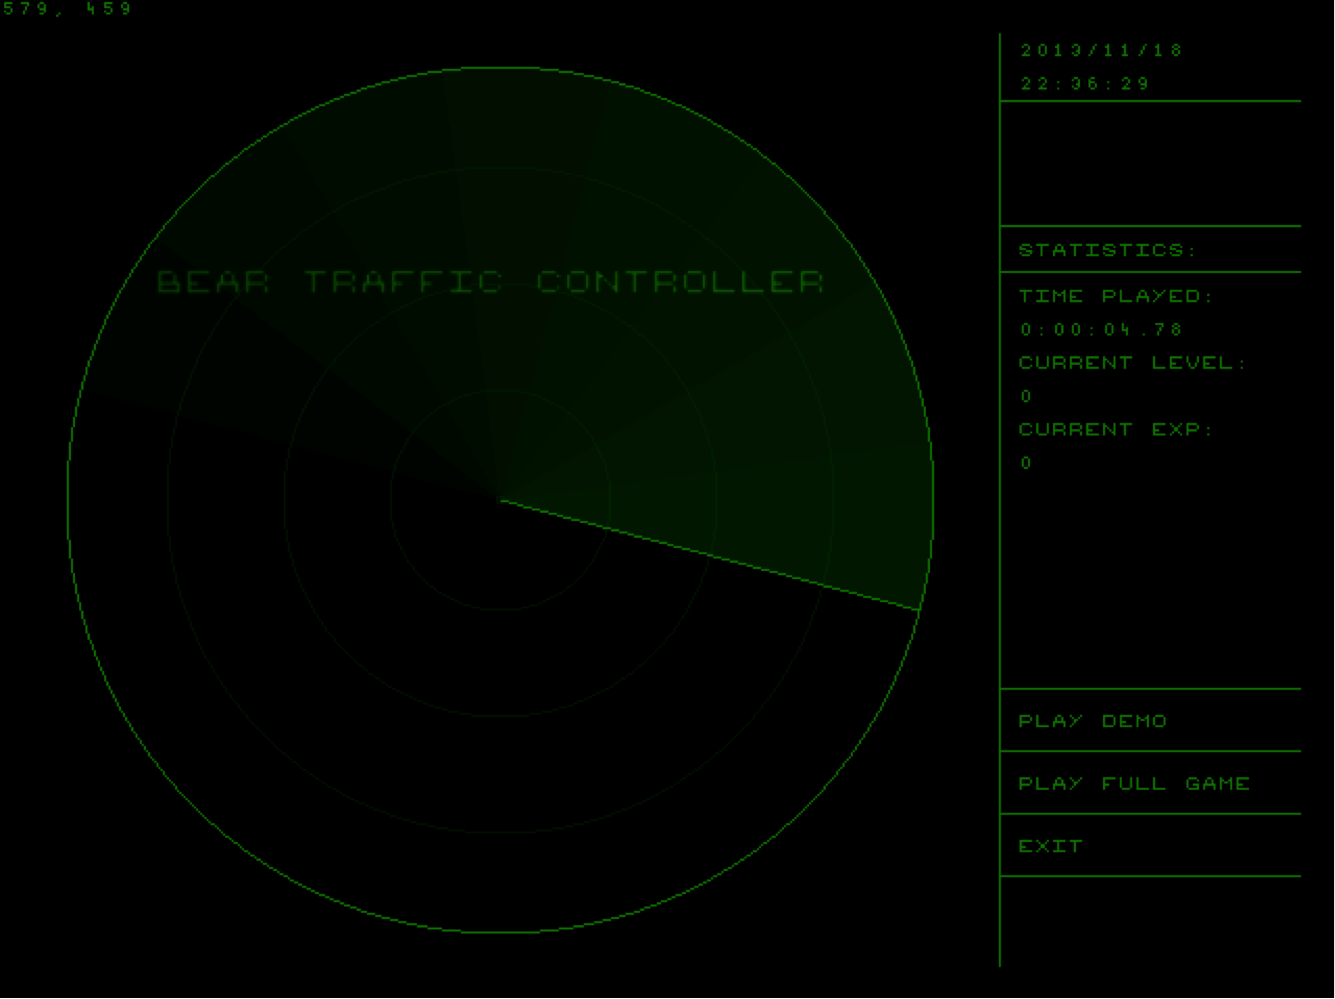 579, 459
2013/11/18
22:36:29
BEAR TRAFFIC CONTROLLER
STATISTICS:
TIME PLAYED:
0:00:04.78
CURRENT LEVEL:
0
CURRENT EXP:
0
PLAY DEMO
PLAY FULL GAME
EXIT